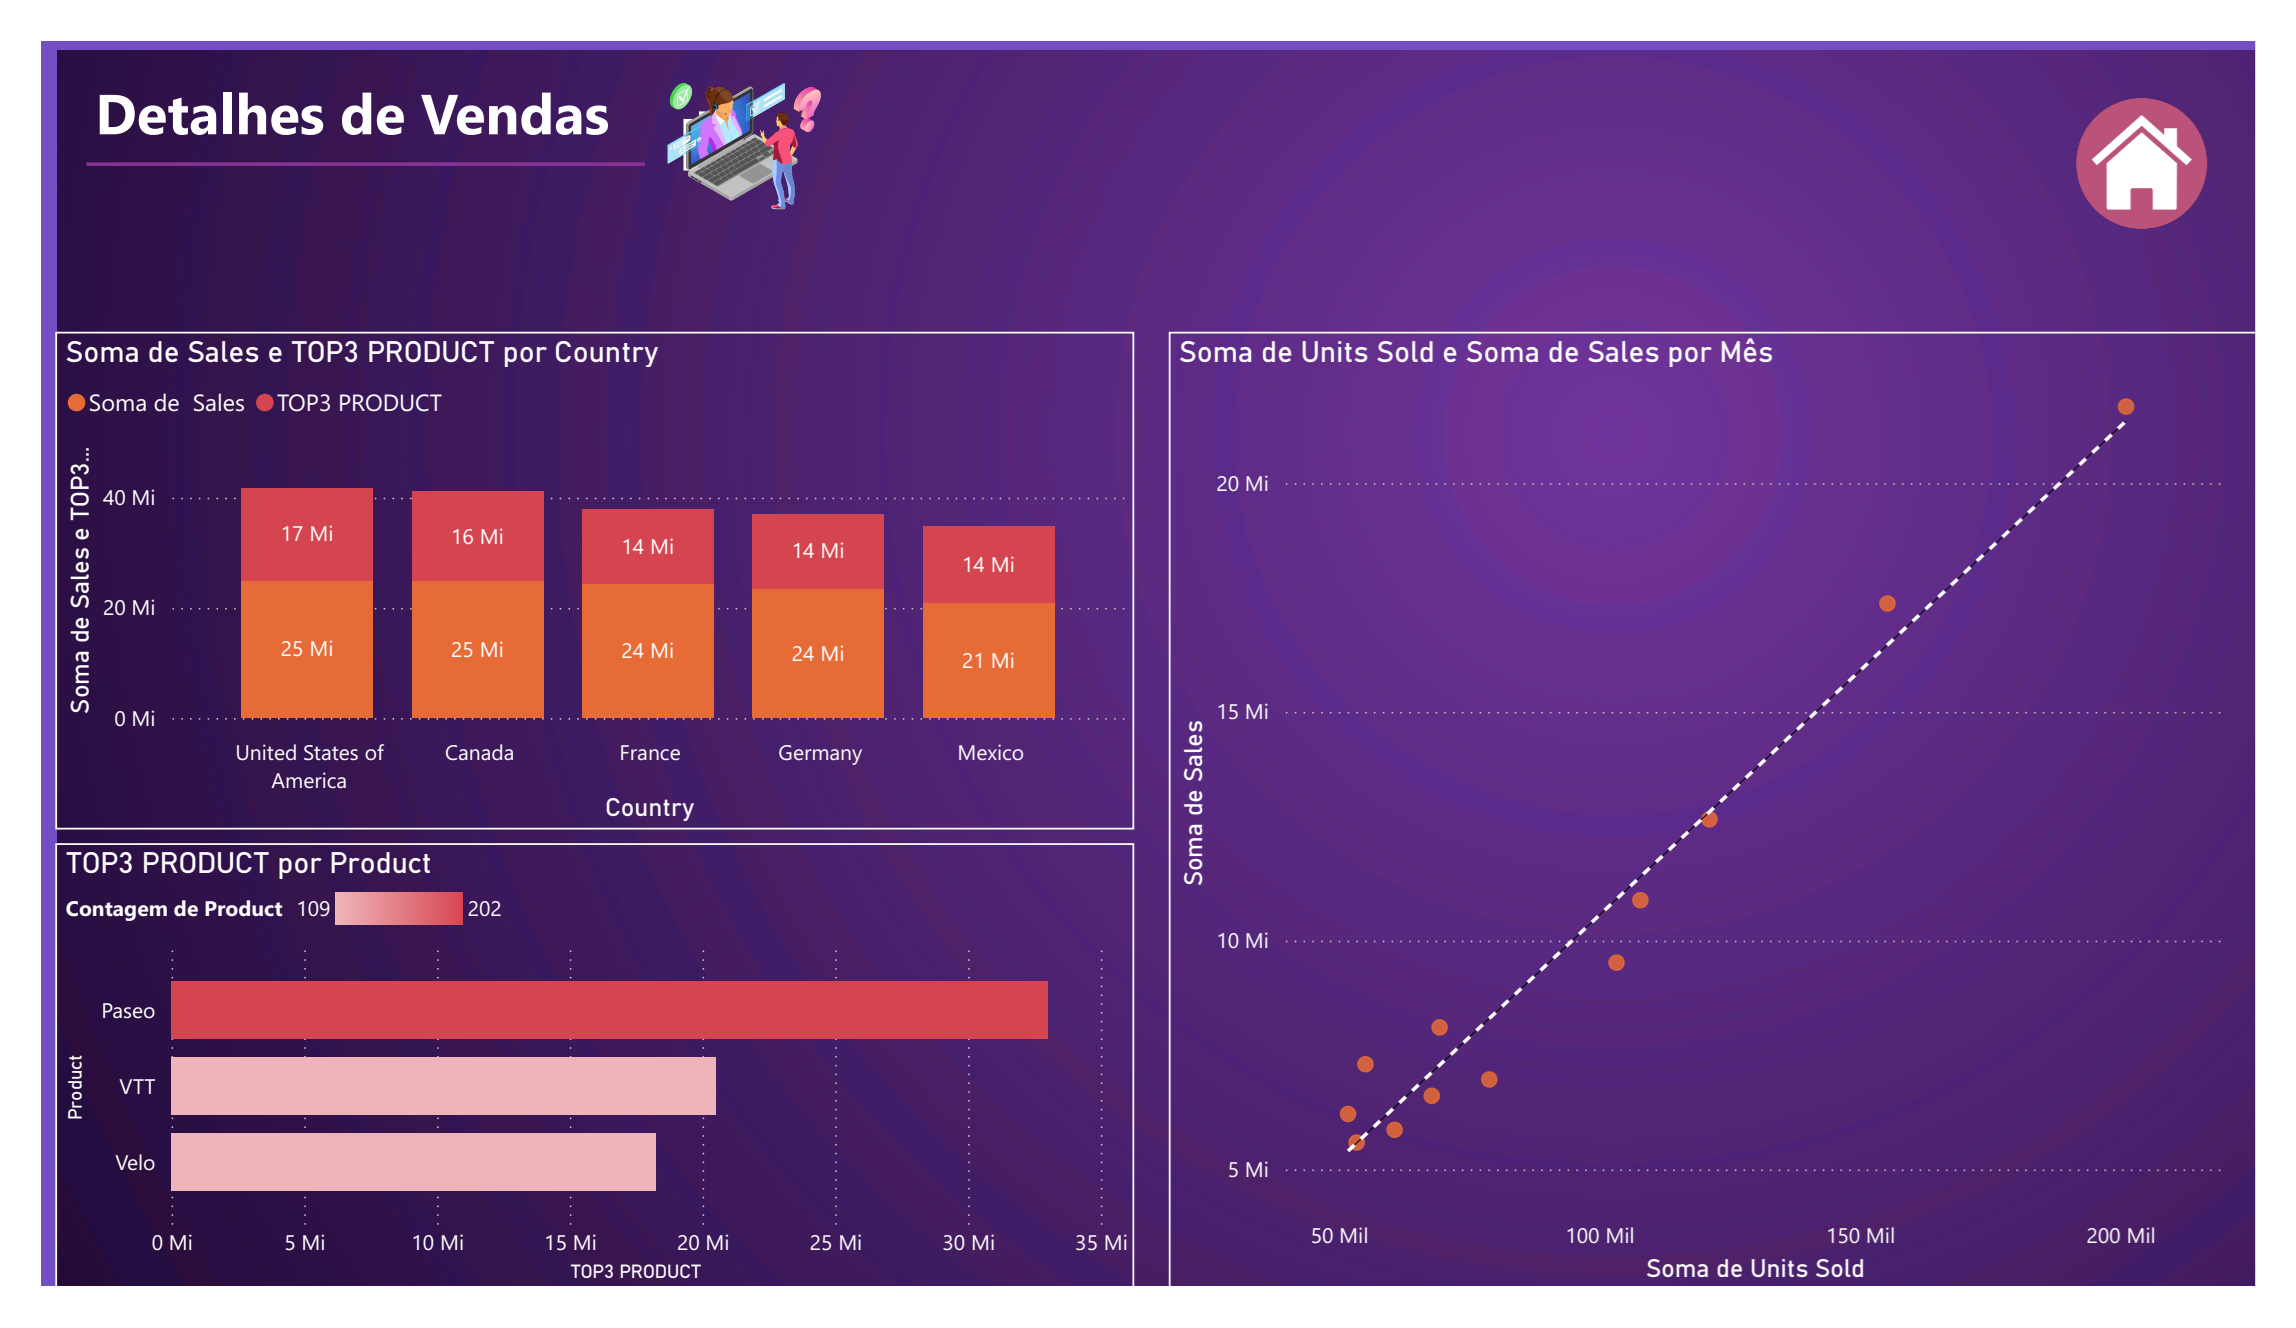 Detalhes de Vendas
Soma de Sales e TOP3 PRODUCT por Country
Soma de Sales TOP3 PRODUCT
Soma de Sales e TOP3...
40 Mi
20 Mi
0 Mi
17 Mi
16 Mi
14 Mi
14 Mi
14 Mi
25 Mi
25 Mi
24 Mi
24 Mi
21 Mi
United States of
America
Canada
France
Germany
Mexico
Country
TOP3 PRODUCT por Product
Contagem de Product 109 202
Product
Paseo
VTT
Velo
0 Mi
5 Mi
10 Mi
15 Mi
20 Mi
25 Mi
30 Mi
35 Mi
TOP3 PRODUCT
Soma de Units Sold e Soma de Sales por Mês
Soma de Sales
20 Mi
15 Mi
10 Mi
5 Mi
50 Mil
100 Mil
150 Mil
200 Mil
Soma de Units Sold